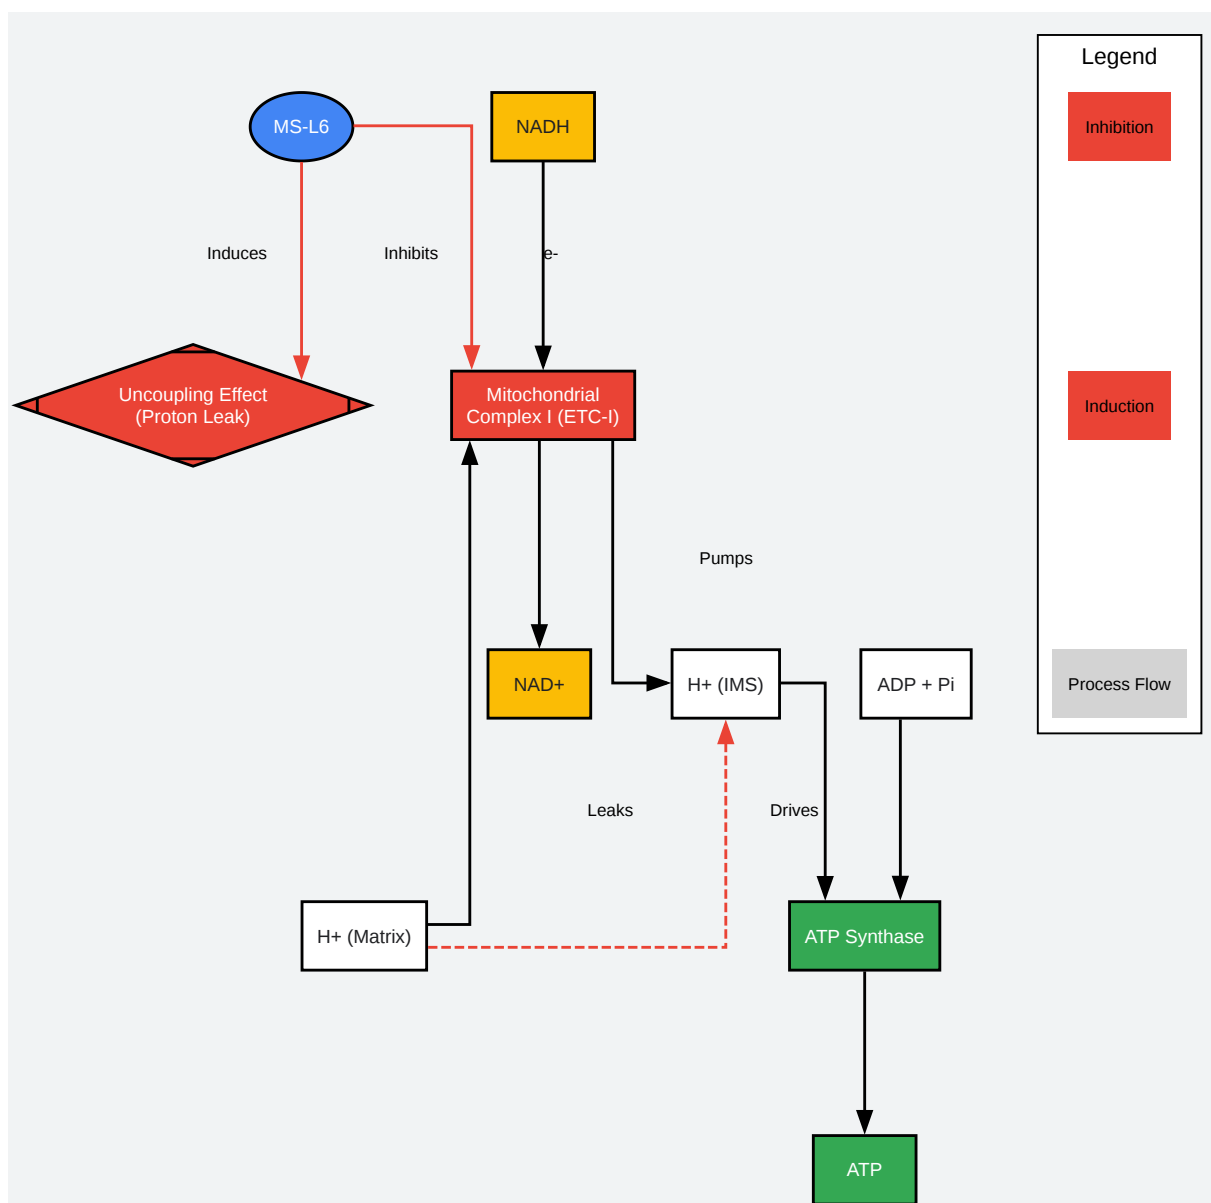 Legend
MS-L6
NADH
Inhibition
Induces
Inhibits
e-
Uncoupling Effect
(Proton Leak)
Mitochondrial
Complex I (ETC-I)
Induction
Pumps
NAD+
H+ (IMS)
ADP + Pi
Process Flow
Leaks
Drives
H+ (Matrix)
ATP Synthase
ATP